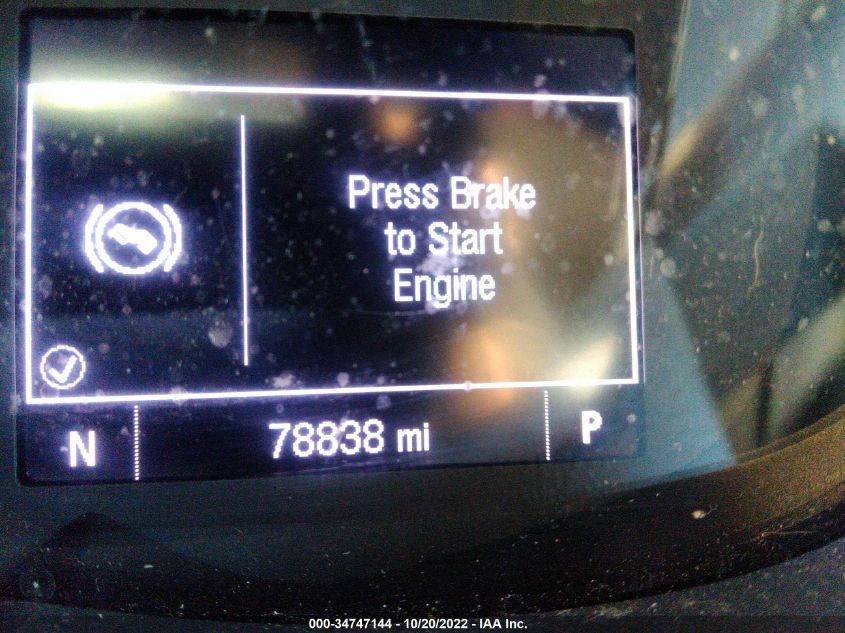 Press Brake
to Start
Engine
N
78838 mi
P
000-34747144 - 10/20/2022 - IAA Inc.